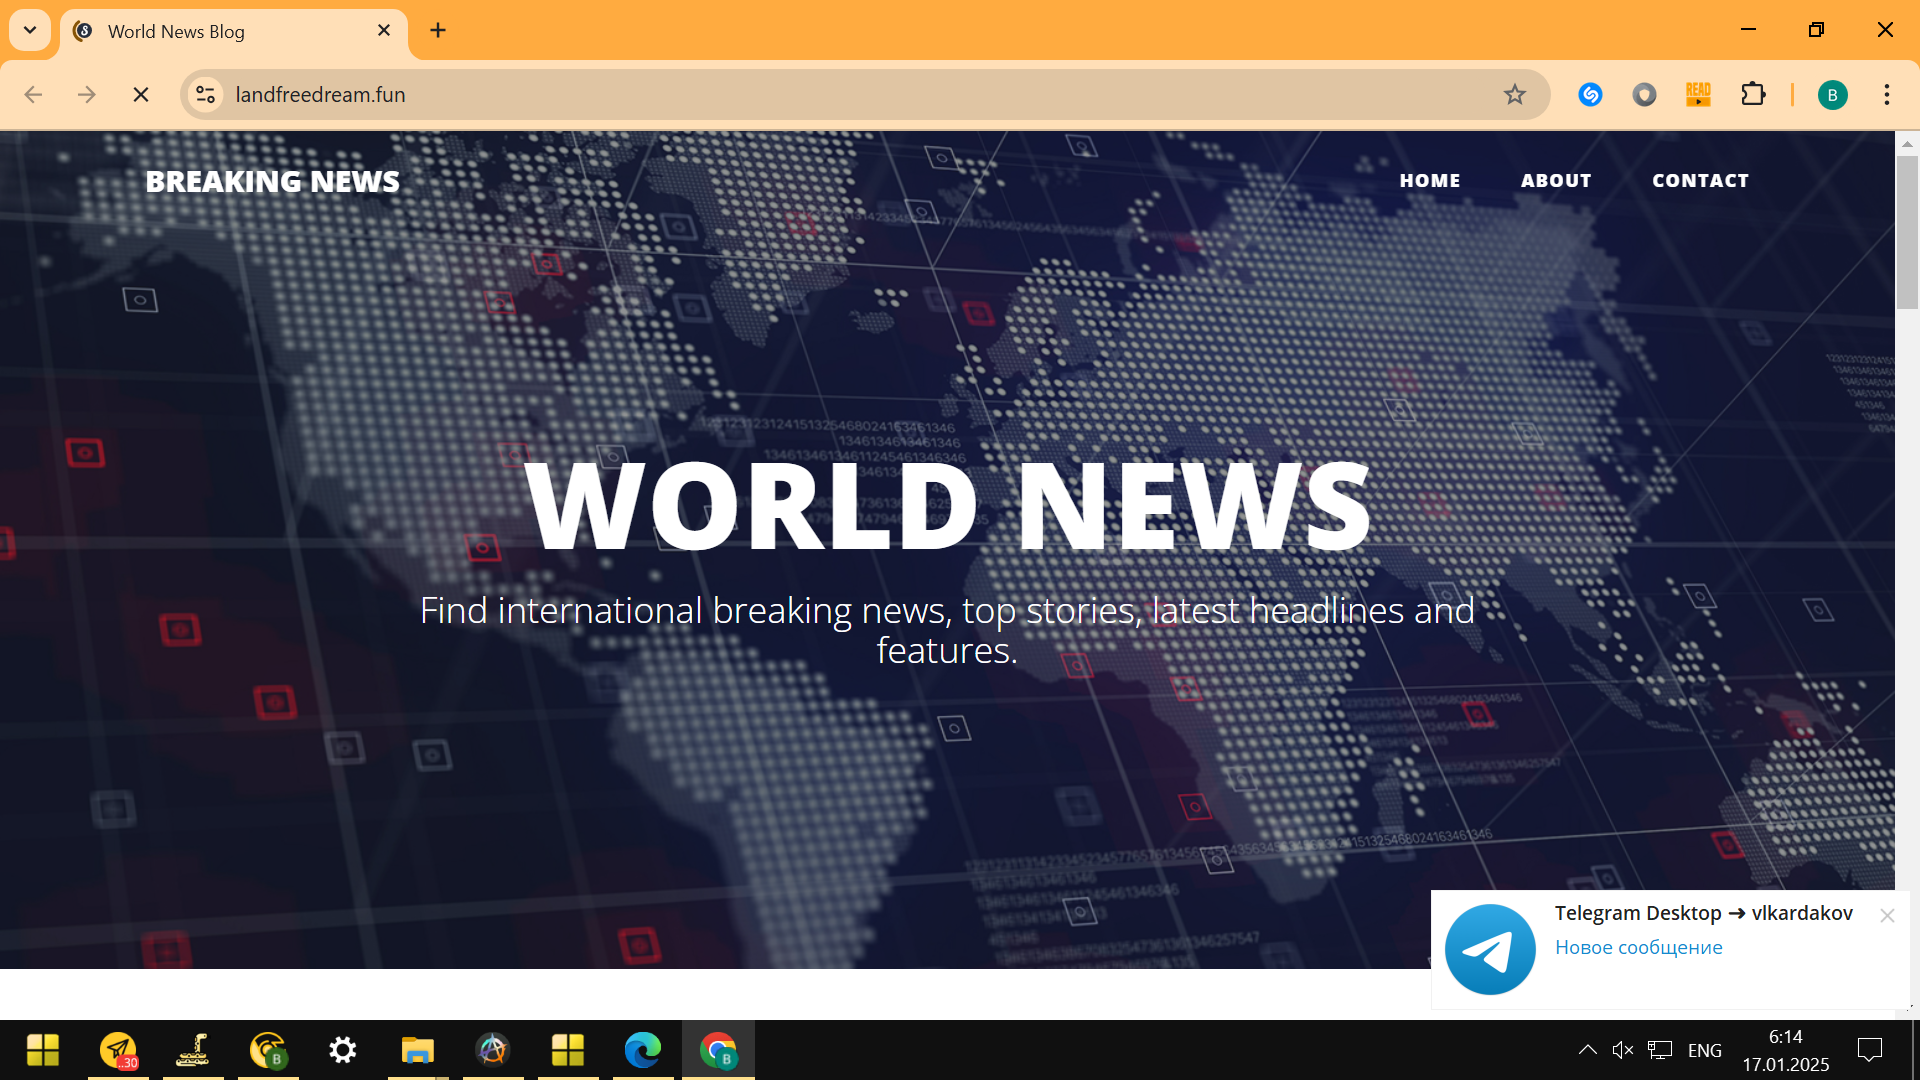 World News Blog
landfreedream.fun
READ
B
BREAKING NEWS
HOME
ABOUT
CONTACT
WORLD NEWS
Find international breaking news, top stories, latest headlines and
features.
Telegram Desktop ➜ vlkardakov
Новое сообщение
..30
B
B
ENG
6:14
17.01.2025